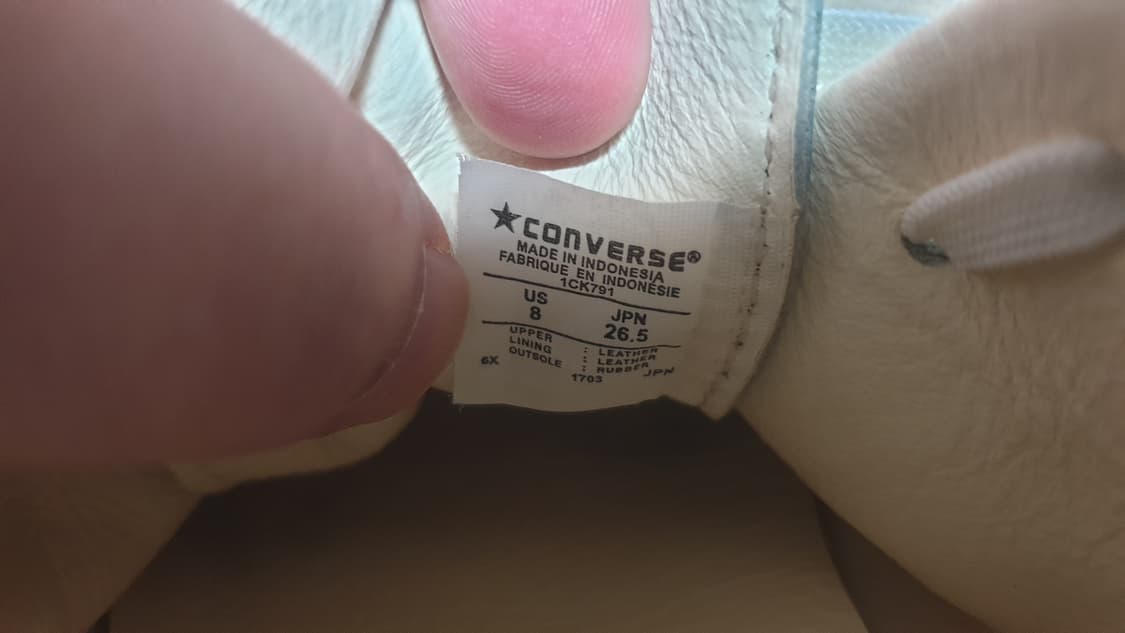 ★CONVERSE®
MADE IN INDONESIA
FABRIQUE EN INDONÉSIE
1CK791
US JPN
8 26.5
UPPER : LEATHER
LINING : LEATHER
OUTSOLE : RUBBER
6X JPN
1703